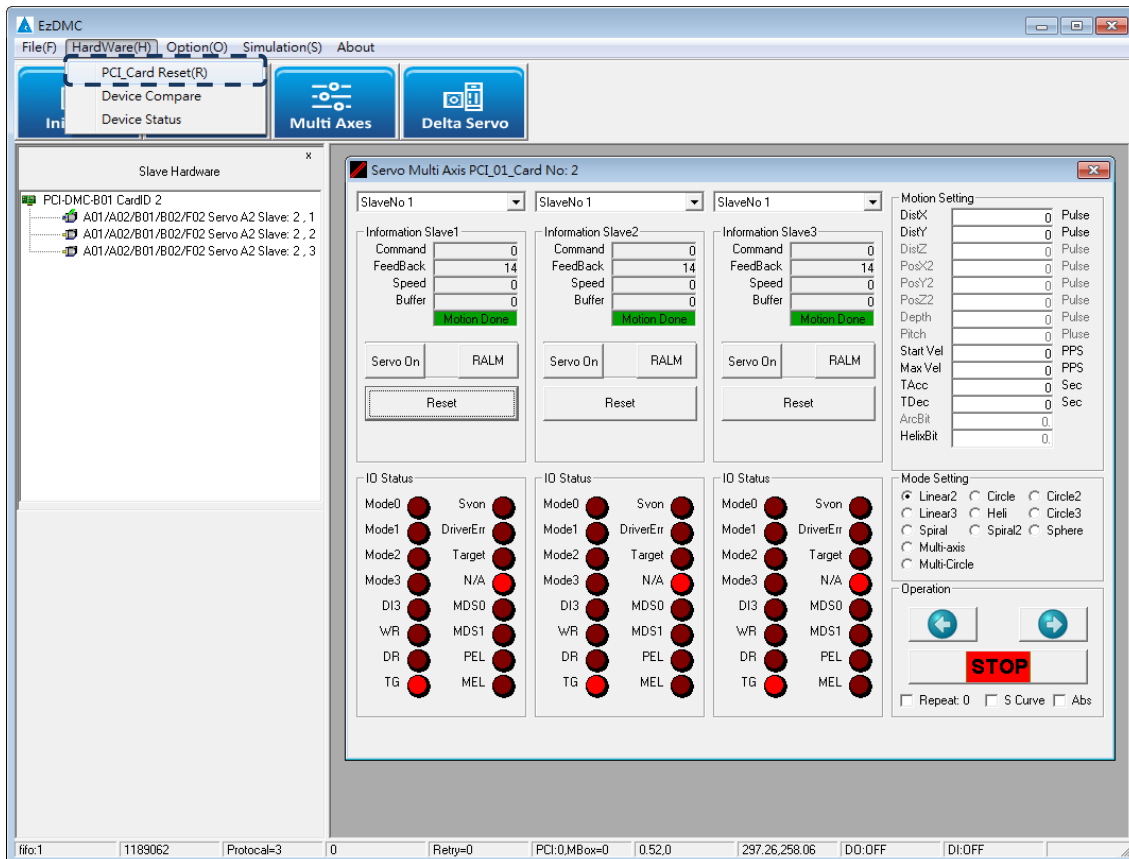 EzDMC
File(F) HardWare(H) Option(O) Simulation(S) About
PCI_Card Reset(R)
Device Compare
Device Status
Ini
Multi Axes
Delta Servo
Slave Hardware x
PCI-DMC-B01 CardID 2
A01/A02/B01/B02/F02 Servo A2 Slave: 2 , 1
A01/A02/B01/B02/F02 Servo A2 Slave: 2 , 2
A01/A02/B01/B02/F02 Servo A2 Slave: 2 , 3
Servo Multi Axis PCI_01_Card No: 2
SlaveNo 1
Information Slave1
Command 0
FeedBack 14
Speed 0
Buffer 0
Motion Done
Servo On RALM
Reset
IO Status
Mode0 Svon
Mode1 DriverErr
Mode2 Target
Mode3 N/A
DI3 MDS0
WR MDS1
DR PEL
TG MEL
SlaveNo 1
Information Slave2
Command 0
FeedBack 14
Speed 0
Buffer 0
Motion Done
Servo On RALM
Reset
IO Status
Mode0 Svon
Mode1 DriverErr
Mode2 Target
Mode3 N/A
DI3 MDS0
WR MDS1
DR PEL
TG MEL
SlaveNo 1
Information Slave3
Command 0
FeedBack 14
Speed 0
Buffer 0
Motion Done
Servo On RALM
Reset
IO Status
Mode0 Svon
Mode1 DriverErr
Mode2 Target
Mode3 N/A
DI3 MDS0
WR MDS1
DR PEL
TG MEL
Motion Setting
DistX 0 Pulse
DistY 0 Pulse
DistZ 0 Pulse
PosX2 0 Pulse
PosY2 0 Pulse
PosZ2 0 Pulse
Depth 0 Pulse
Pitch 0 Pluse
Start Vel 0 PPS
Max Vel 0 PPS
TAcc 0 Sec
TDec 0 Sec
ArcBit 0.
HelixBit 0.
Mode Setting
Linear2 Circle Circle2
Linear3 Heli Circle3
Spiral Spiral2 Sphere
Multi-axis
Multi-Circle
Operation
STOP
Repeat: 0 S Curve Abs
fifo:1 1189062 Protocal=3 0 Retry=0 PCI:0,MBox=0 0.52,0 297.26,258.06 DO:OFF DI:OFF